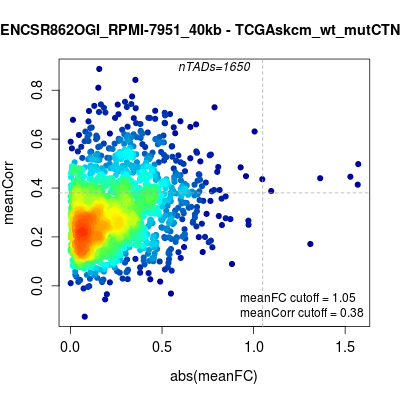 ENCSR862OGI_RPMI-7951_40kb - TCGAskcm_wt_mutCTN
nTADs=1650
0.8
0.6
0.4
0.2
0.0
meanCorr
meanFC cutoff = 1.05
meanCorr cutoff = 0.38
0.0 0.5 1.0 1.5
abs(meanFC)